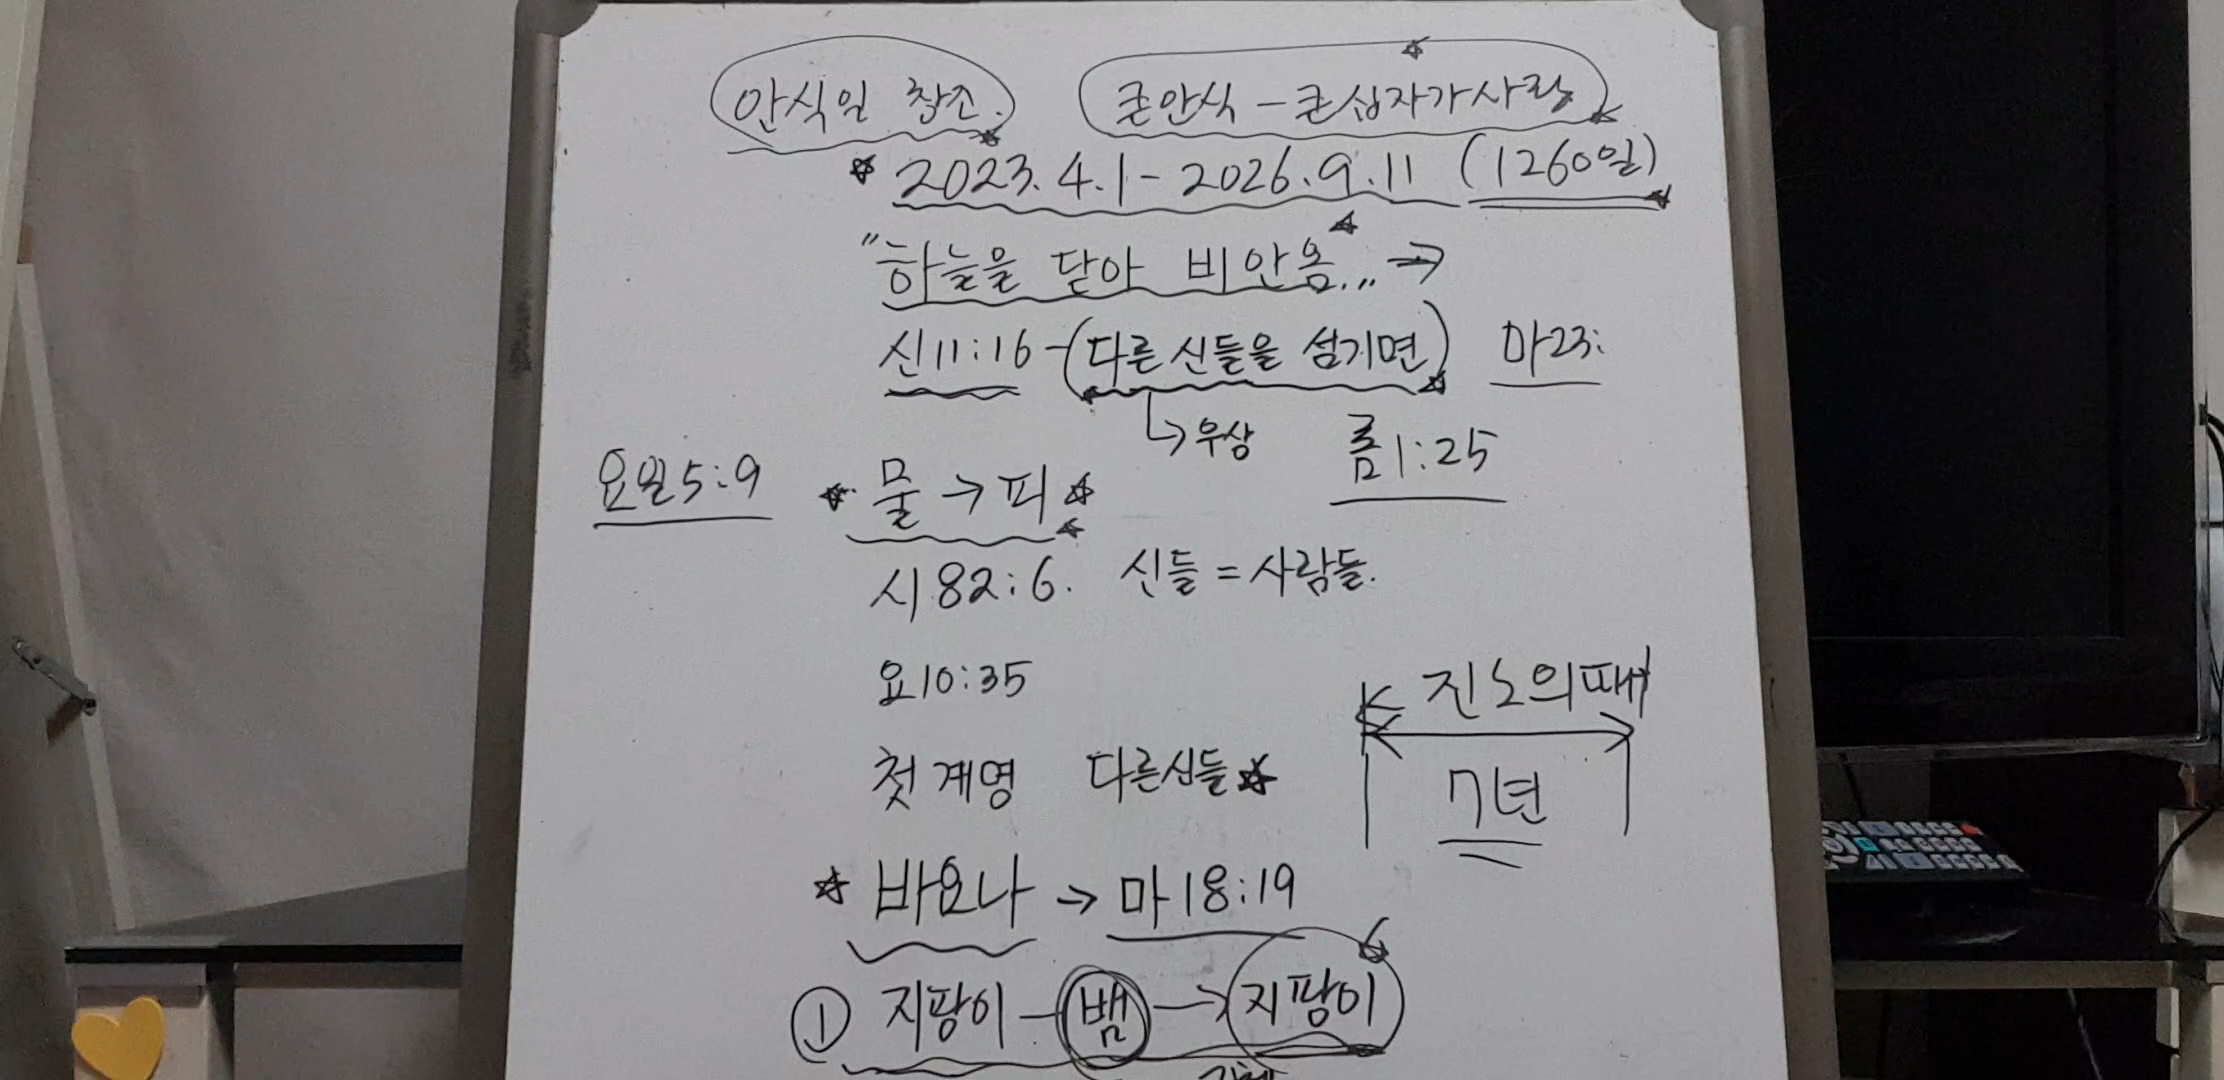 안식일 창조. 큰안식-큰십자가사랑
2023.4.1-2026.9.11 (1260일)
"하늘을 닫아 비안옴..." →
신11:16-(다른신들을 섬기면) 마23:
→우상 롬1:25
요일5:9 물→피
시82:6. 신들=사람들.
요10:35 진노의때
첫계명 다른신들 7년
바요나→마18:19
① 지팡이-뱀→지팡이